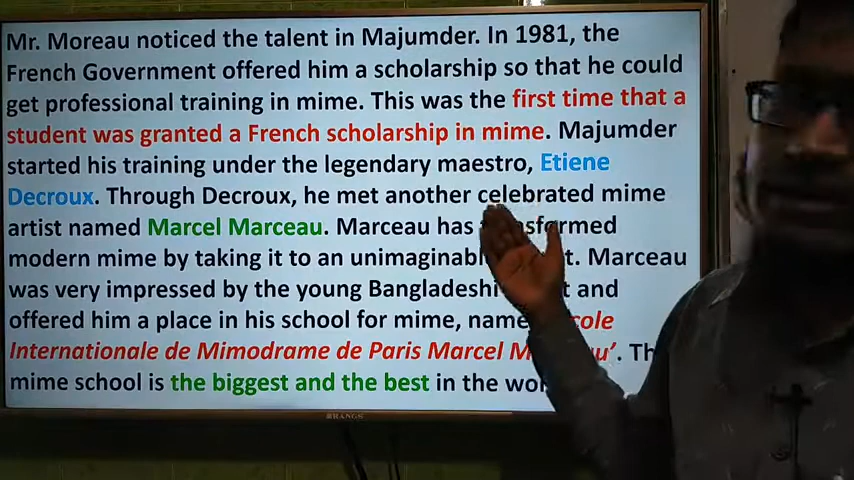 Mr. Moreau noticed the talent in Majumder. In 1981, the
French Government offered him a scholarship so that he could
get professional training in mime. This was the first time that a
student was granted a French scholarship in mime. Majumder
started his training under the legendary maestro, Etiene
Decroux. Through Decroux, he met another celebrated mime
artist named Marcel Marceau. Marceau has transformed
modern mime by taking it to an Marceau
was very impressed by the young Bangladeshi and
offered him a place in his school for mime,
Internationale de Mimodrame de Paris Marcel
mime school is the biggest and the best in the
RANGS